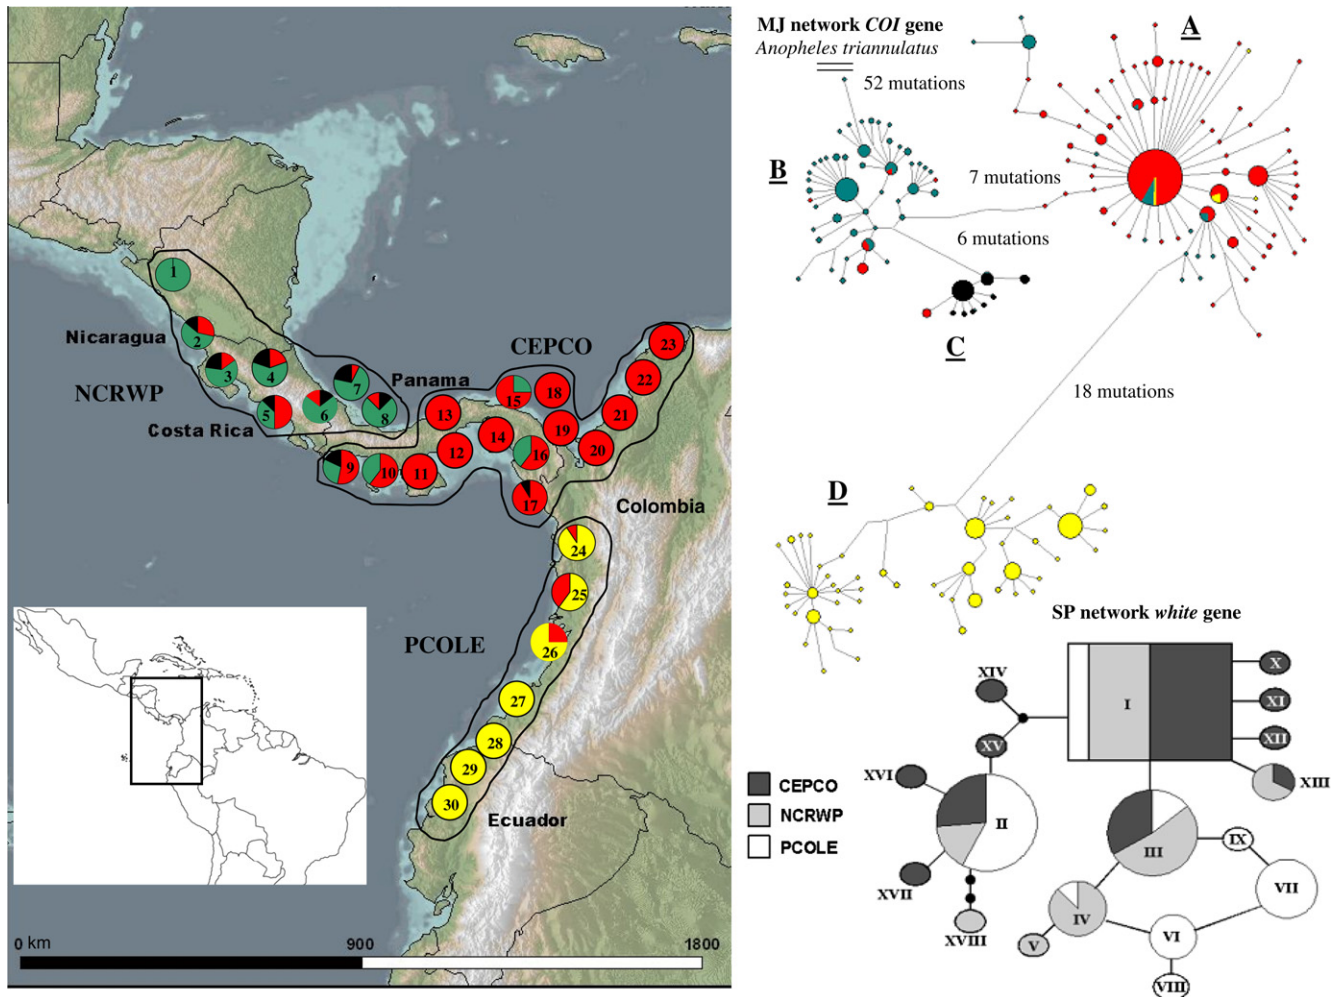 1
Nicaragua
2
3
4
NCRWP
7
Panama
5
6
8
Costa Rica
CEPCO
23
22
15
18
13
21
14
19
12
20
9
10
11
16
17
Colombia
24
25
PCOLE
26
27
28
29
30
Ecuador
0 km
900
1800
MJ network COI gene
Anopheles triannulatus
52 mutations
A
B
7 mutations
6 mutations
C
18 mutations
D
SP network white gene
XIV
I
X
XI
XII
XV
XVI
XIII
II
III
IX
XVII
VII
IV
XVIII
V
VI
VIII
CEPCO
NCRWP
PCOLE